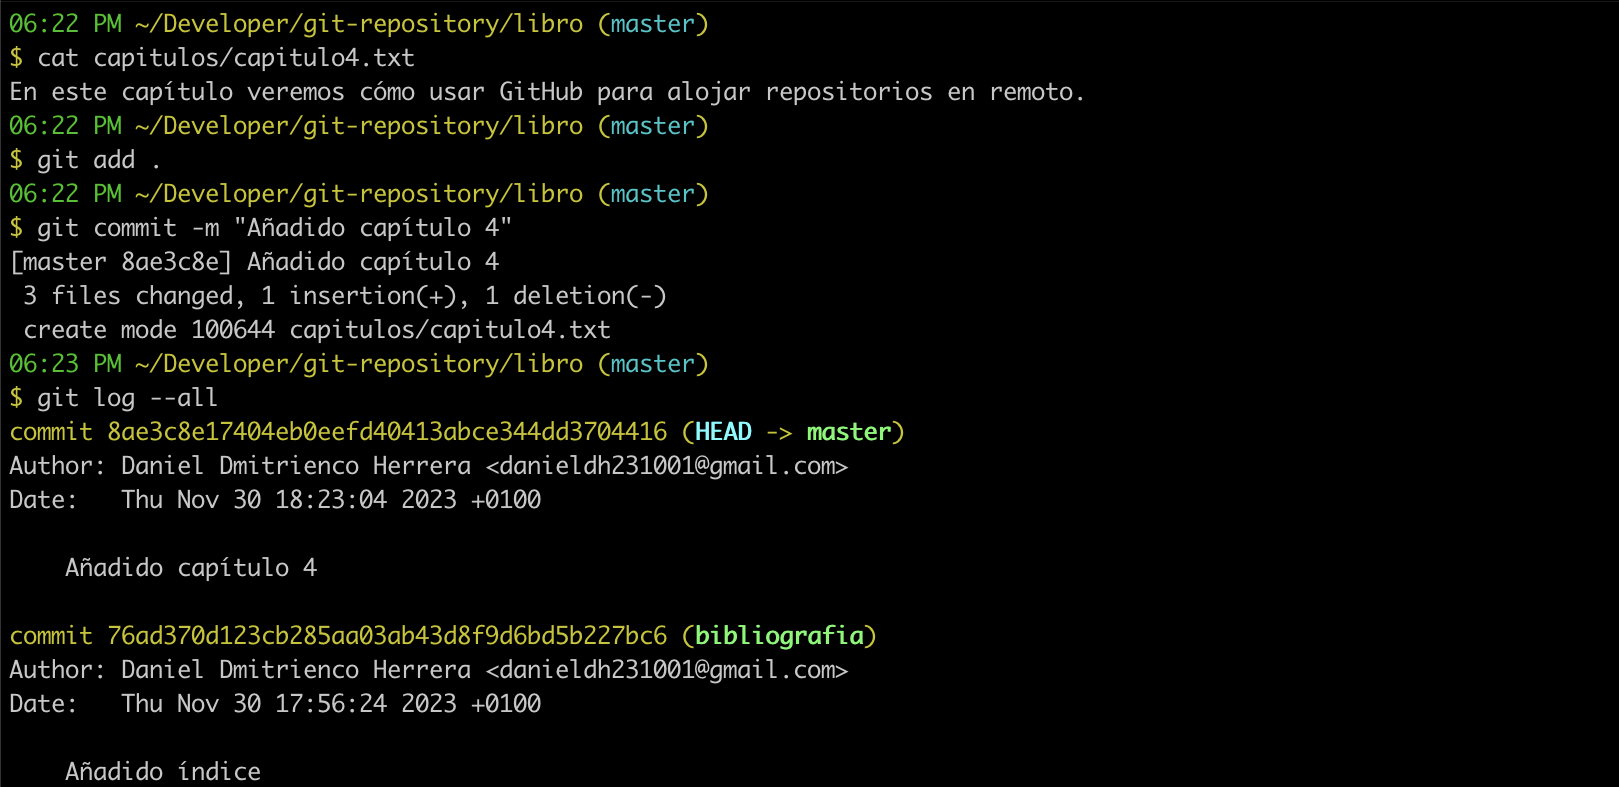 06:22 PM ~/Developer/git-repository/libro (master)
$ cat capitulos/capitulo4.txt
En este capítulo veremos cómo usar GitHub para alojar repositorios en remoto.
06:22 PM ~/Developer/git-repository/libro (master)
$ git add .
06:22 PM ~/Developer/git-repository/libro (master)
$ git commit -m "Añadido capítulo 4"
[master 8ae3c8e] Añadido capítulo 4
 3 files changed, 1 insertion(+), 1 deletion(-)
 create mode 100644 capitulos/capitulo4.txt
06:23 PM ~/Developer/git-repository/libro (master)
$ git log --all
commit 8ae3c8e17404eb0eefd40413abce344dd3704416 (HEAD -> master)
Author: Daniel Dmitrienco Herrera <danieldh231001@gmail.com>
Date:   Thu Nov 30 18:23:04 2023 +0100

    Añadido capítulo 4

commit 76ad370d123cb285aa03ab43d8f9d6bd5b227bc6 (bibliografia)
Author: Daniel Dmitrienco Herrera <danieldh231001@gmail.com>
Date:   Thu Nov 30 17:56:24 2023 +0100

    Añadido índice